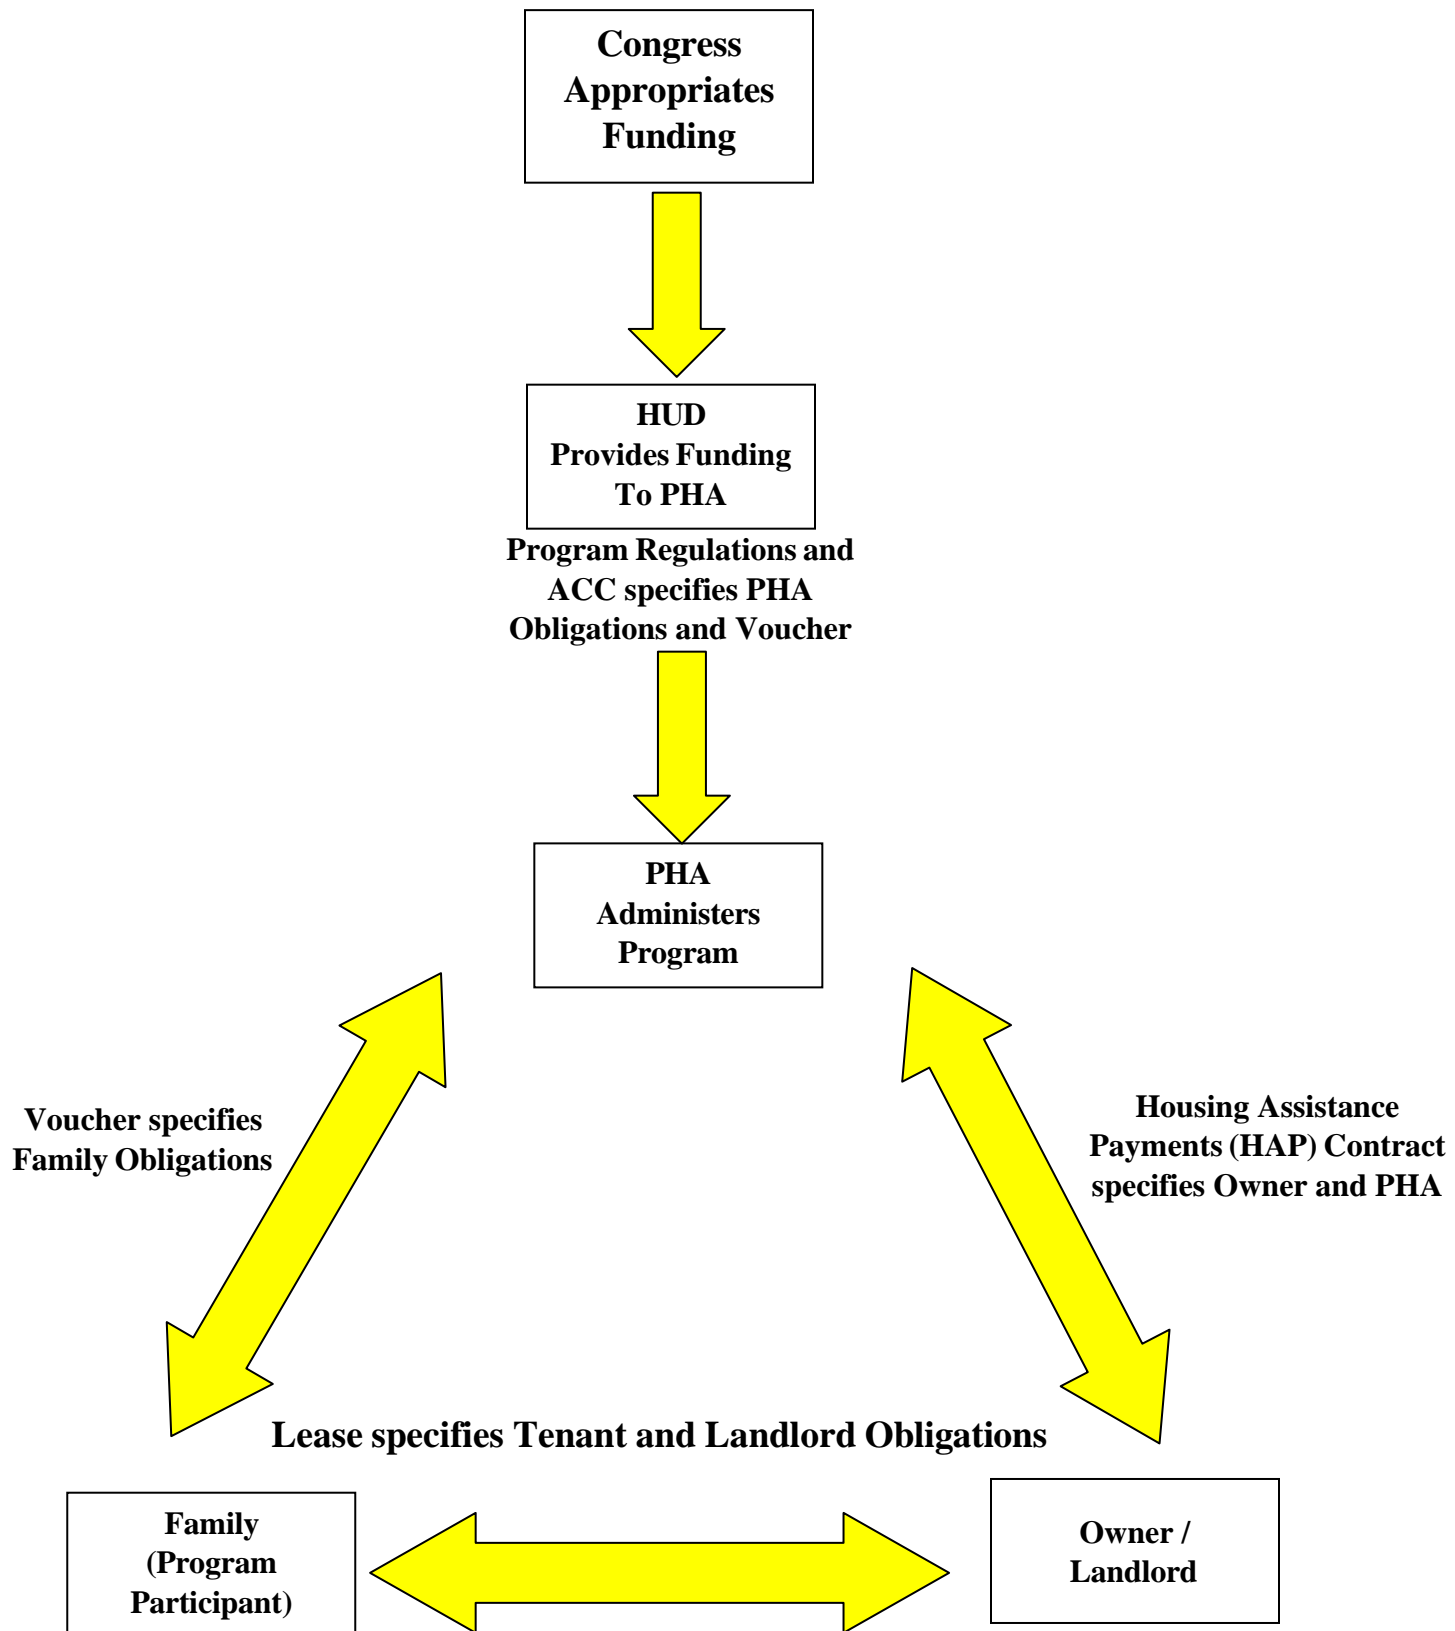 Congress
Appropriates
Funding
HUD
Provides Funding
To PHA
Program Regulations and
ACC specifies PHA
Obligations and Voucher
PHA
Administers
Program
Voucher specifies
Family Obligations
Housing Assistance
Payments (HAP) Contract
specifies Owner and PHA
Lease specifies Tenant and Landlord Obligations
Family
(Program
Participant)
Owner /
Landlord